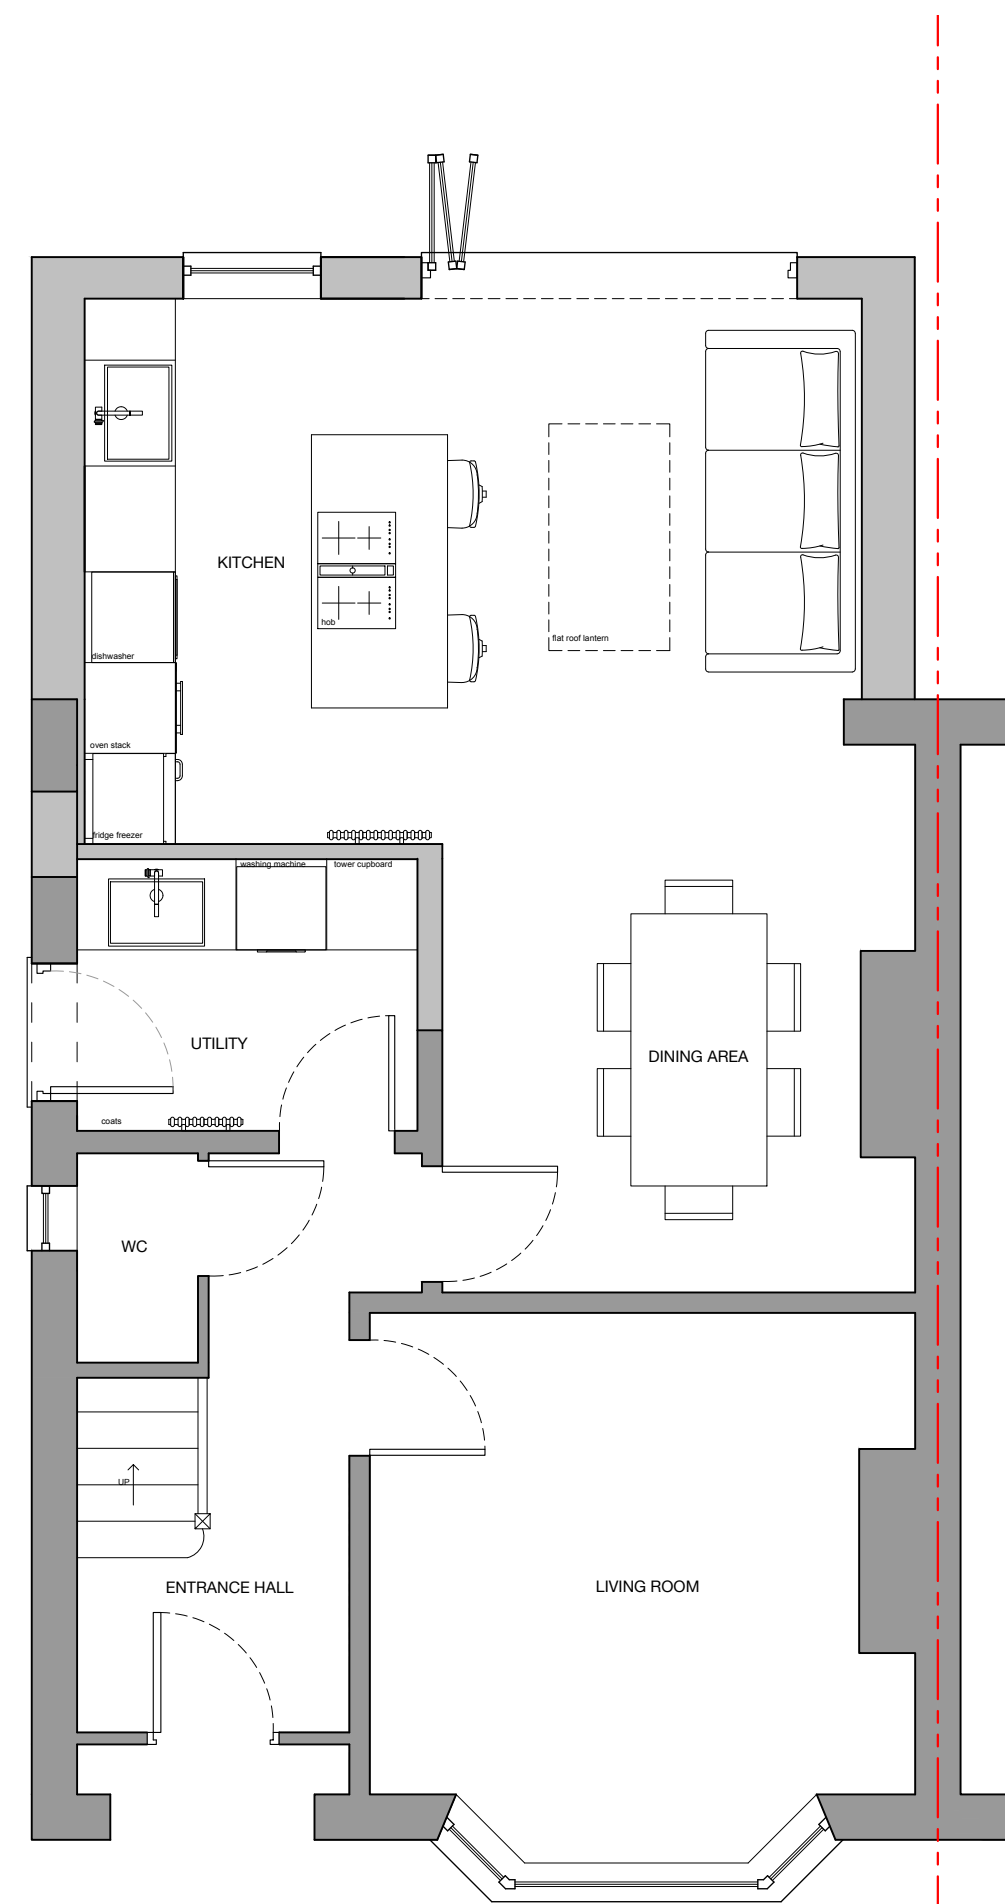 KITCHEN
hob
flat roof lantern
dishwasher
oven stack
fridge freezer
washing machine
tower cupboard
UTILITY
DINING AREA
coats
WC
UP
ENTRANCE HALL
LIVING ROOM